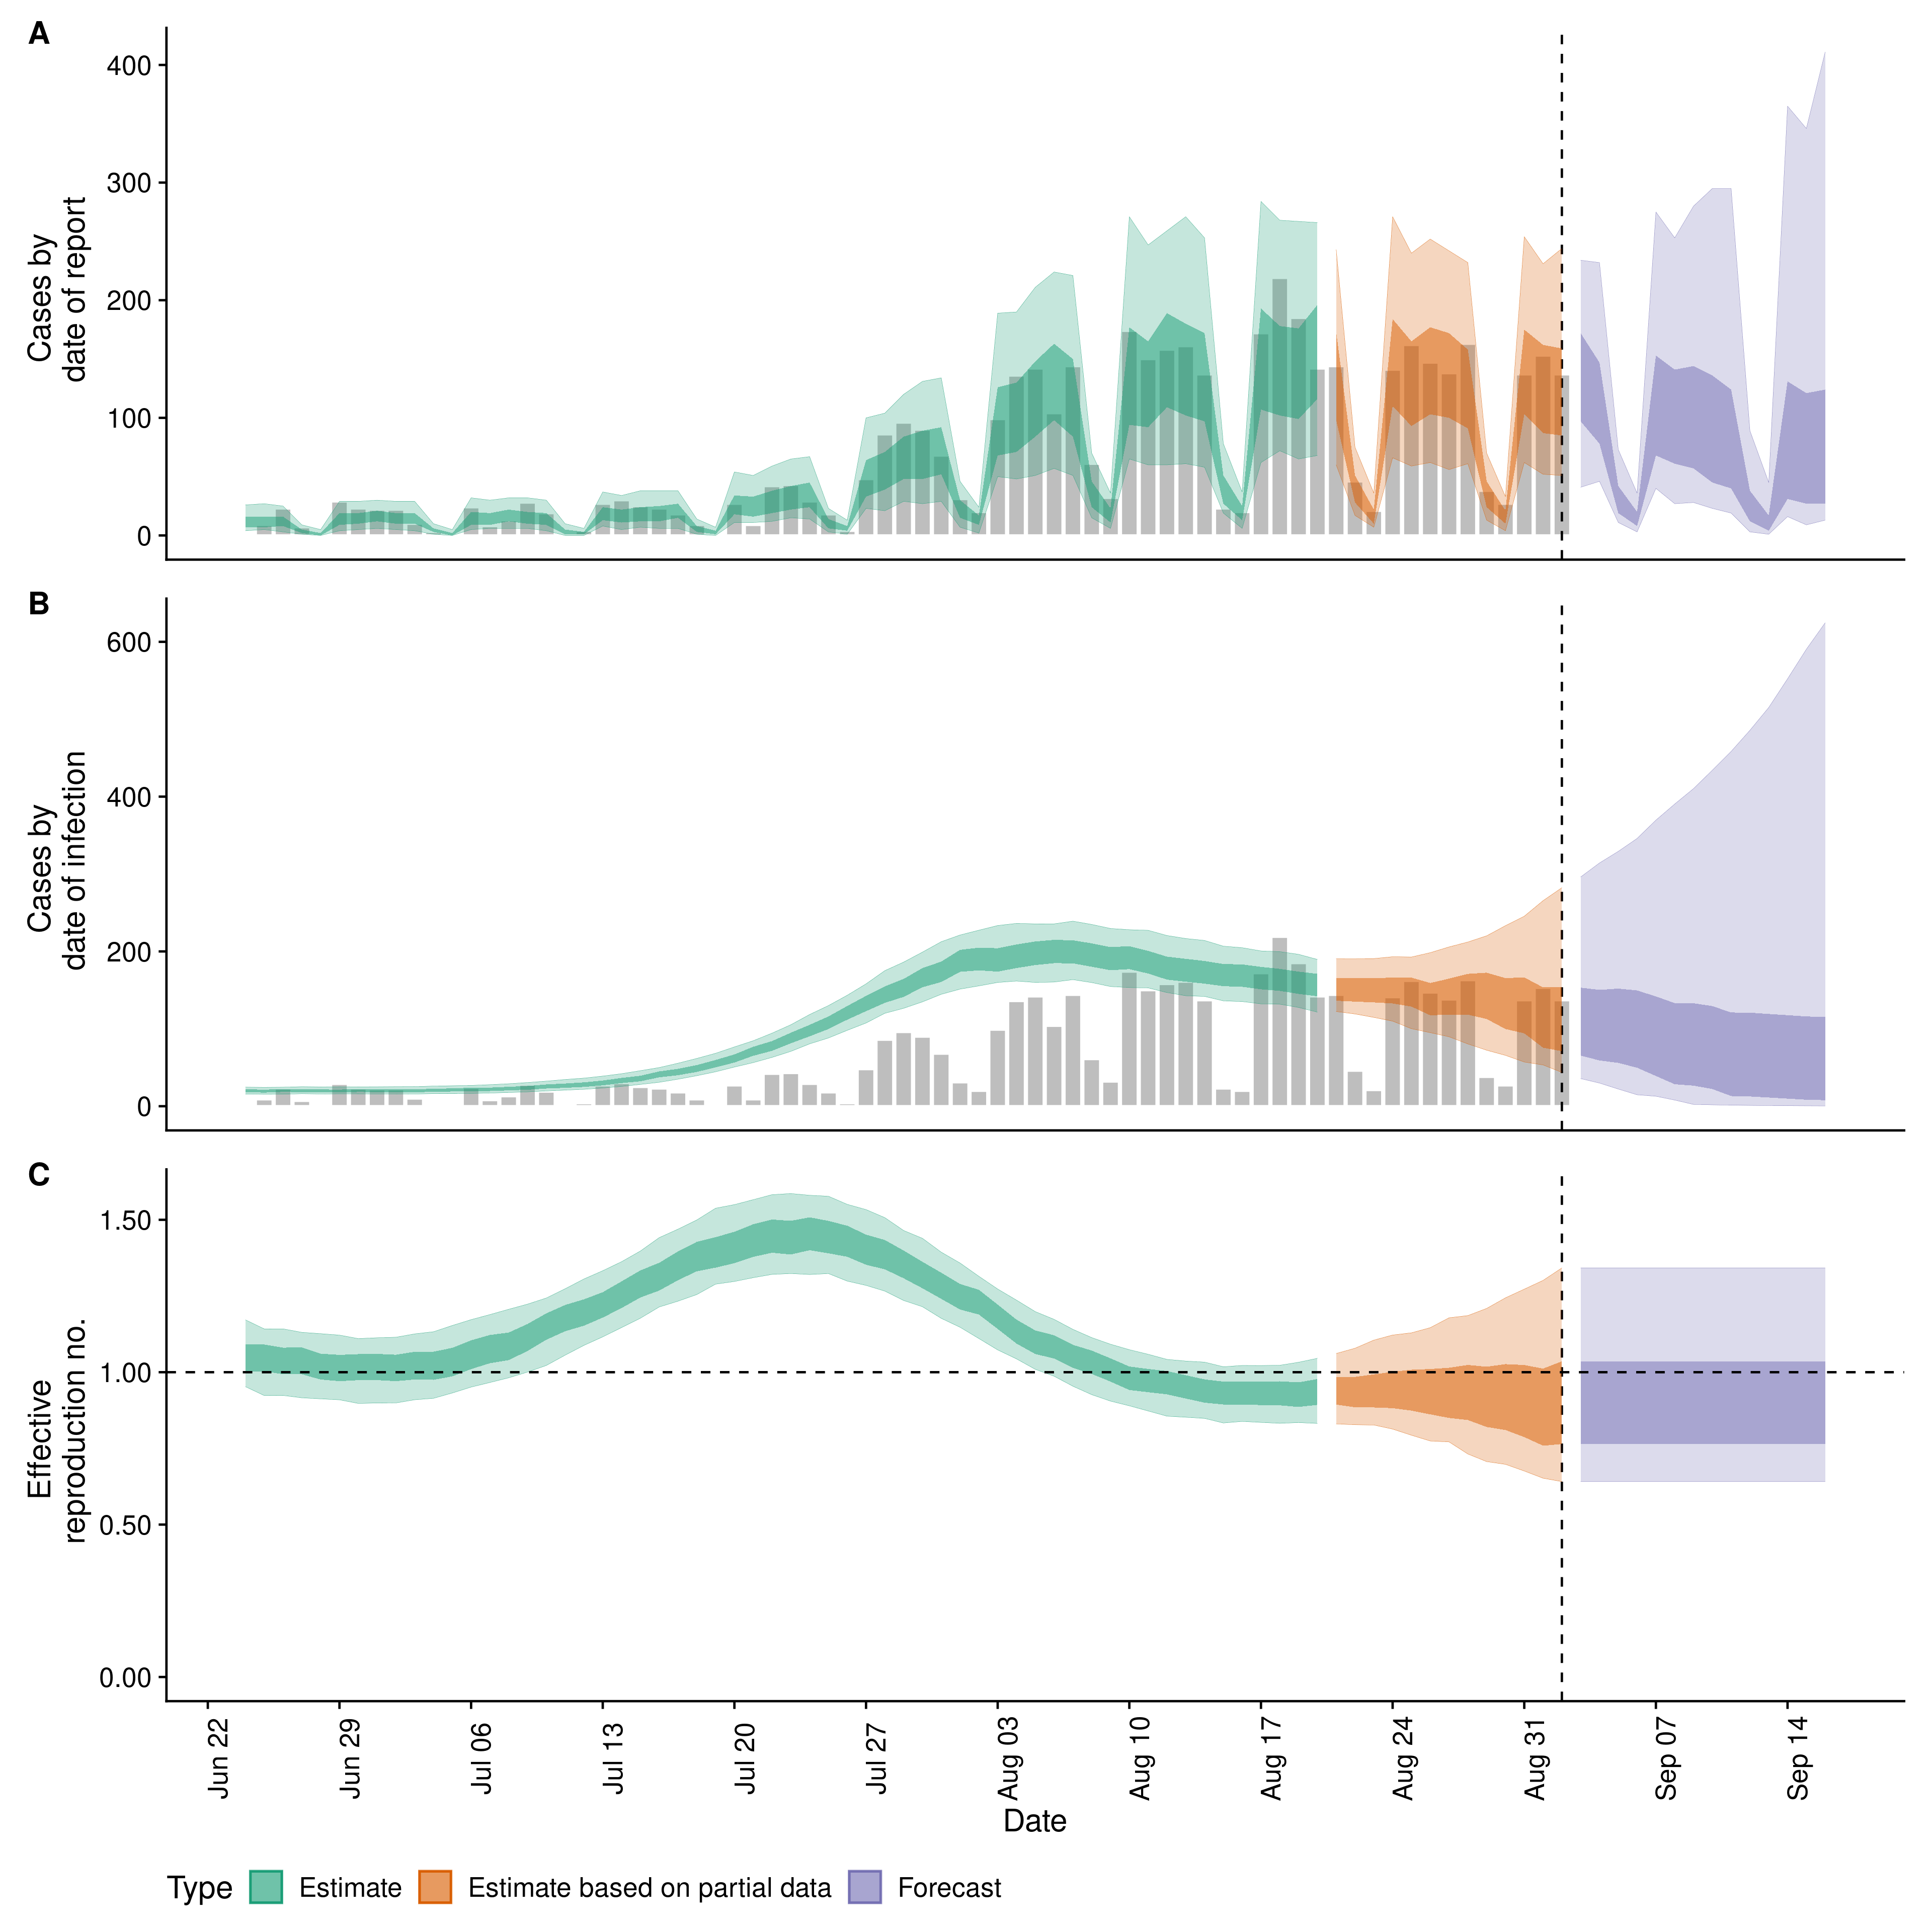 A
400
300
200
100
0
Cases by
date of report
B
600
400
200
0
Cases by
date of infection
C
1.50
1.00
0.50
0.00
Effective
reproduction no.
Jun 22
Jun 29
Jul 06
Jul 13
Jul 20
Jul 27
Aug 03
Aug 10
Aug 17
Aug 24
Aug 31
Sep 07
Sep 14
Date
Type Estimate Estimate based on partial data Forecast